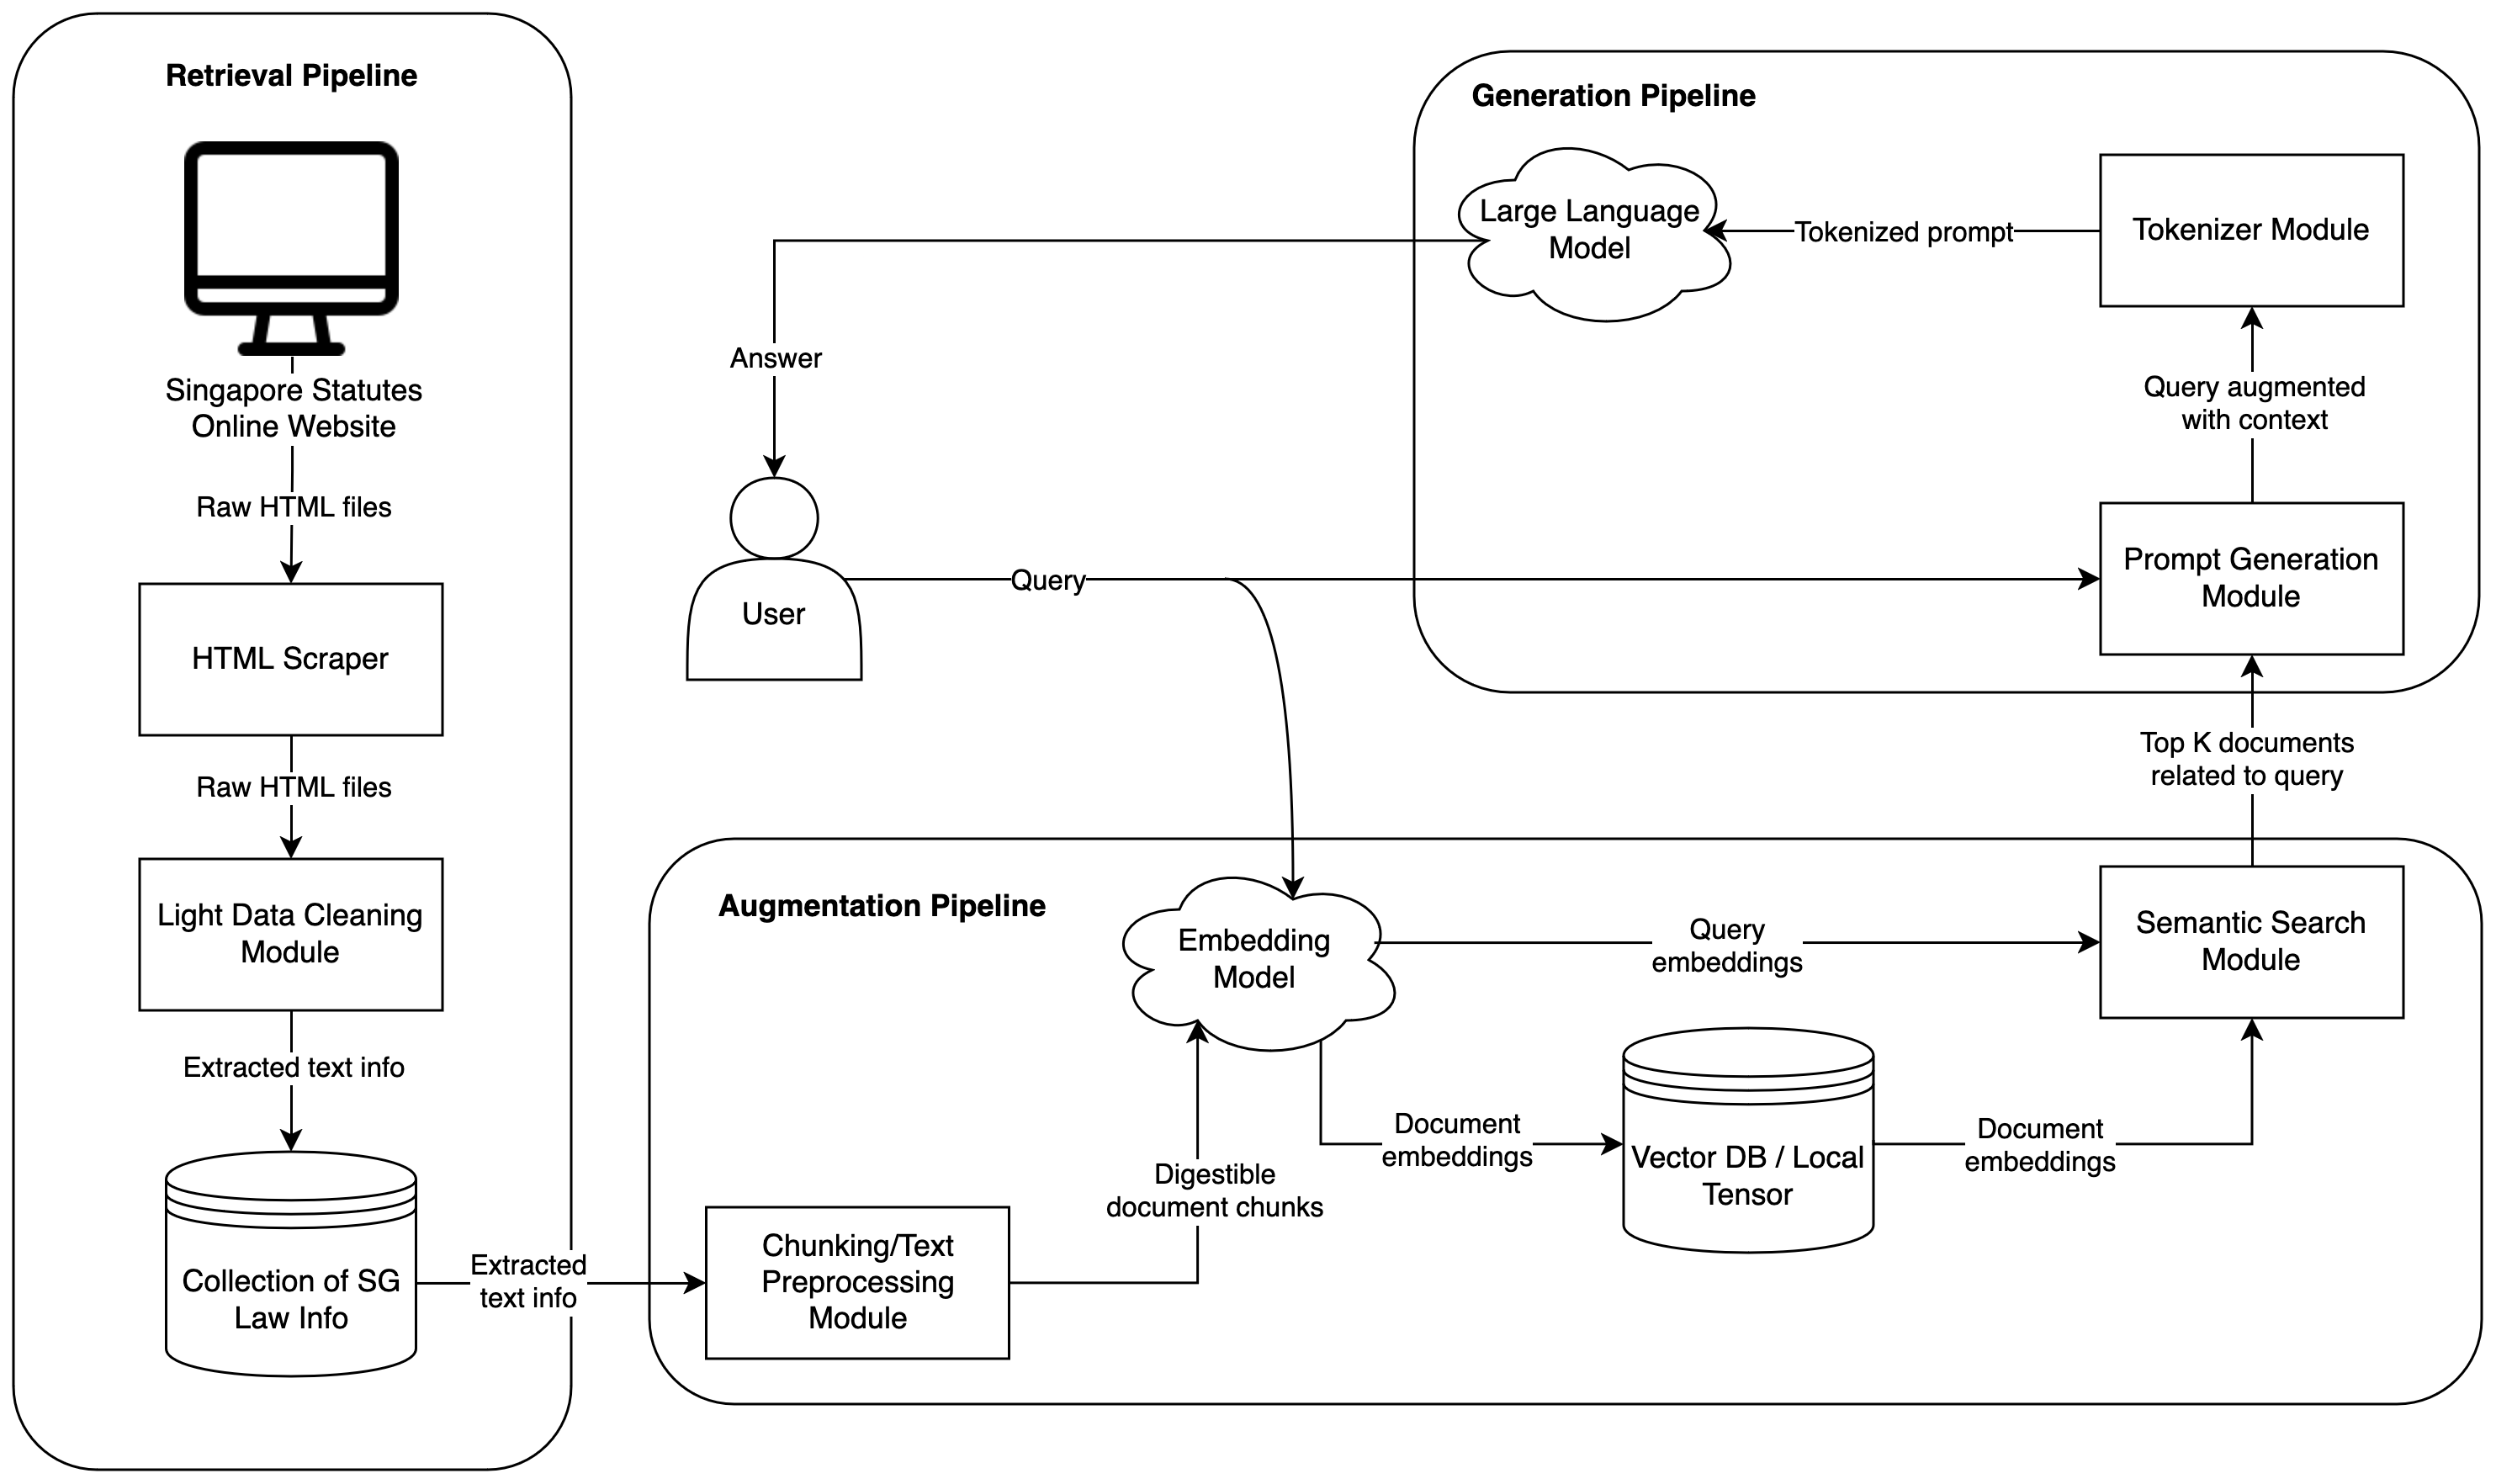 Retrieval Pipeline
Singapore Statutes
Online Website
Raw HTML files
HTML Scraper
Raw HTML files
Light Data Cleaning
Module
Extracted text info
Collection of SG
Law Info
Extracted
text info
Generation Pipeline
Large Language
Model
Tokenized prompt
Tokenizer Module
Answer
Query augmented
with context
User
Query
Prompt Generation
Module
Top K documents
related to query
Augmentation Pipeline
Embedding
Model
Query
embeddings
Semantic Search
Module
Document
embeddings
Vector DB / Local
Tensor
Document
embeddings
Digestible
document chunks
Chunking/Text
Preprocessing
Module